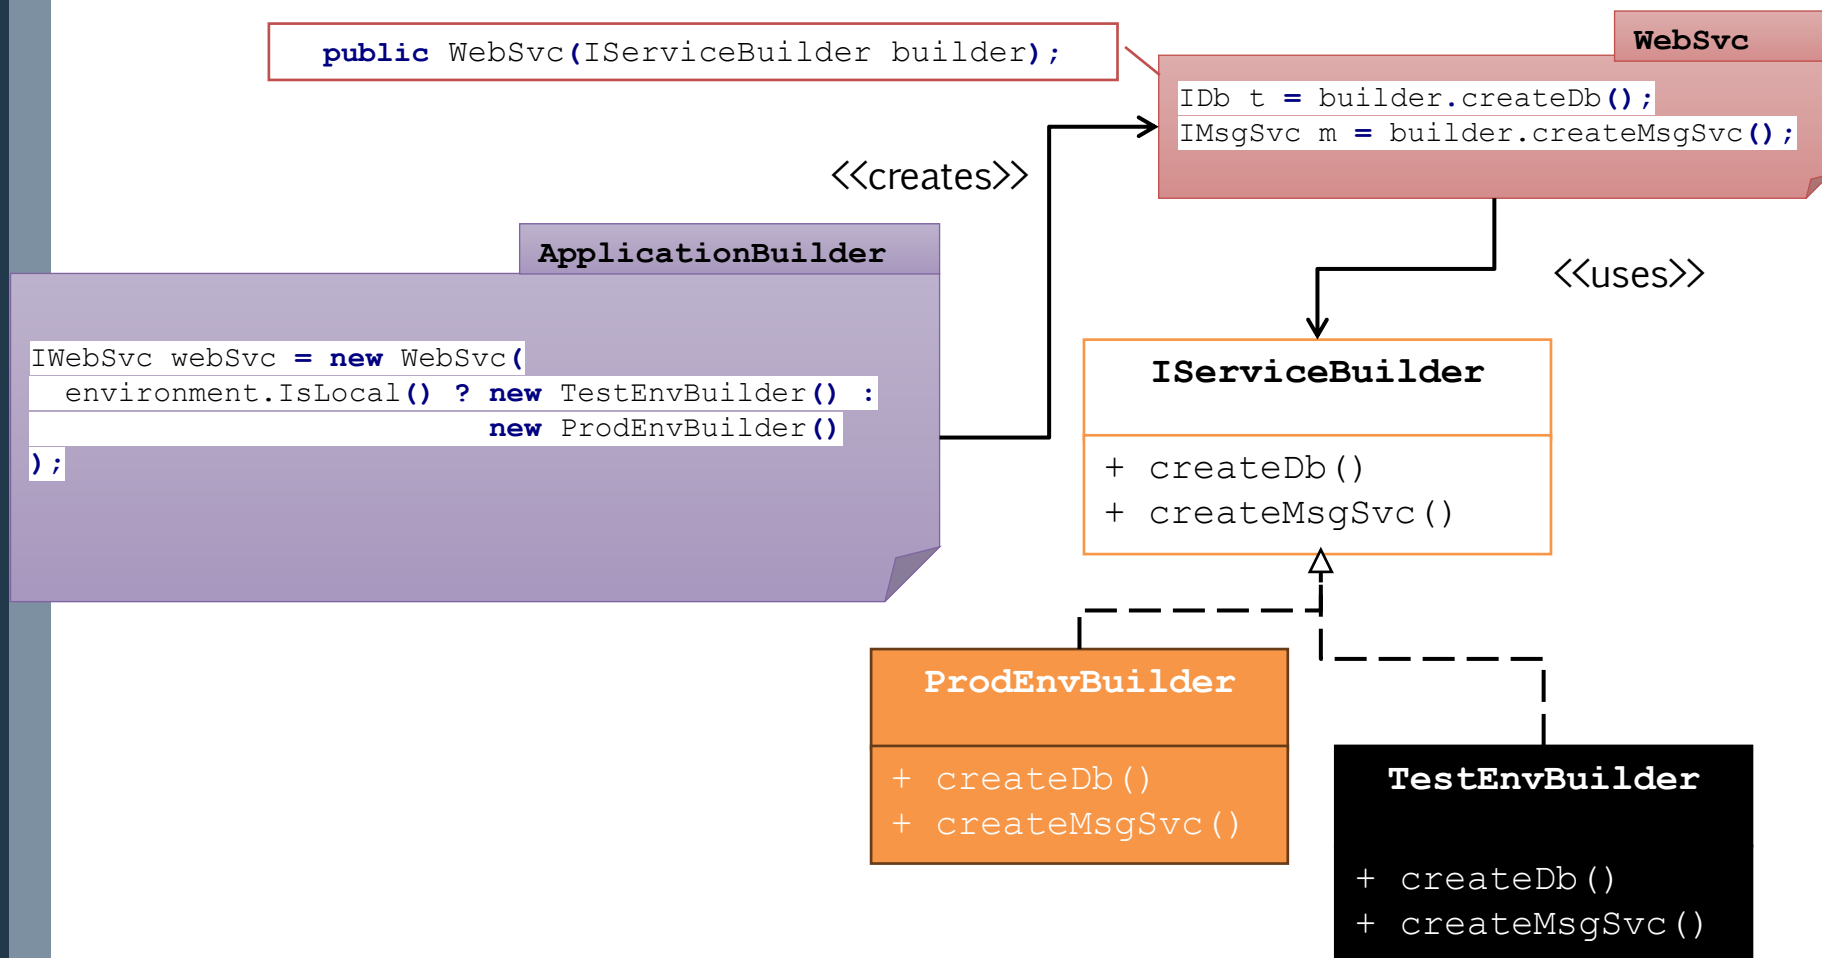 public WebSvc(IServiceBuilder builder);
WebSvc
IDb t = builder.createDb();
IMsgSvc m = builder.createMsgSvc();
<<creates>>
ApplicationBuilder
<<uses>>
IWebSvc webSvc = new WebSvc(
environment.IsLocal() ? new TestEnvBuilder() :
new ProdEnvBuilder()
);
IServiceBuilder
+ createDb()
+ createMsgSvc()
ProdEnvBuilder
+ createDb()
+ createMsgSvc()
TestEnvBuilder
+ createDb()
+ createMsgSvc()